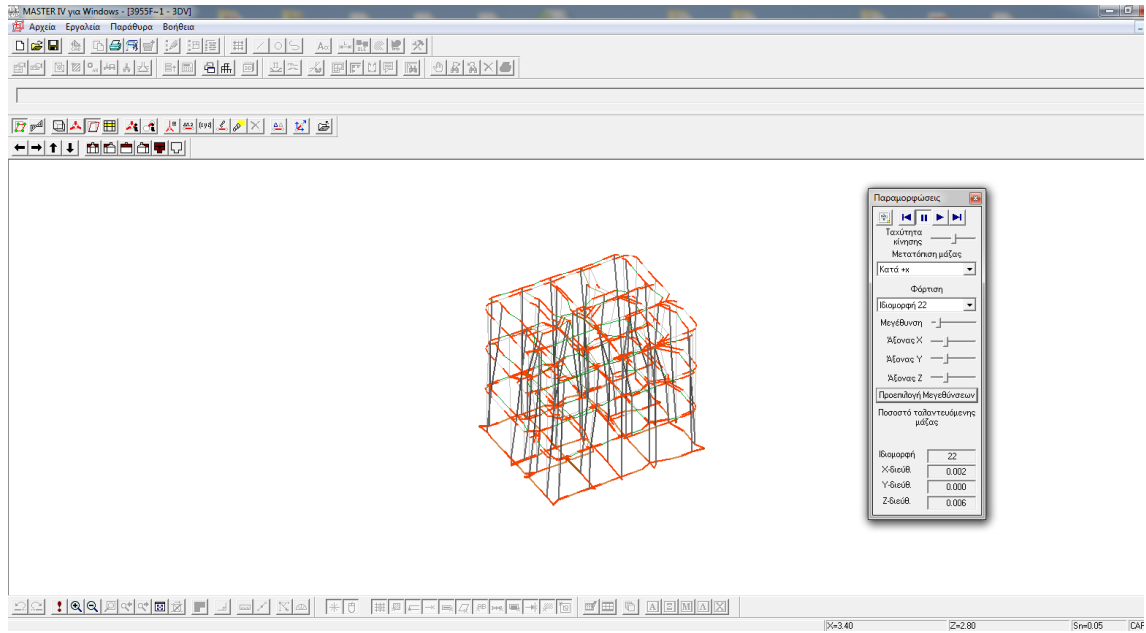 MASTER IV για Windows - [3955F~1 - 3DV]
Αρχεία Εργαλεία Παράθυρα Βοήθεια
Παραμορφώσεις
Ταχύτητα
κίνησης
Μετατόπιση μάζας
Κατά +x
Φόρτιση
Ιδιομορφή 22
Μεγέθυνση
Άξονας X
Άξονας Y
Άξονας Z
Προεπιλογή Μεγεθύνσεων
Ποσοστό ταλαντευόμενης
μάζας
Ιδιομορφή 22
X-διεύθ. 0.002
Y-διεύθ. 0.000
Z-διεύθ. 0.006
X=3.40 Z=2.80 Sn=0.05 CAP